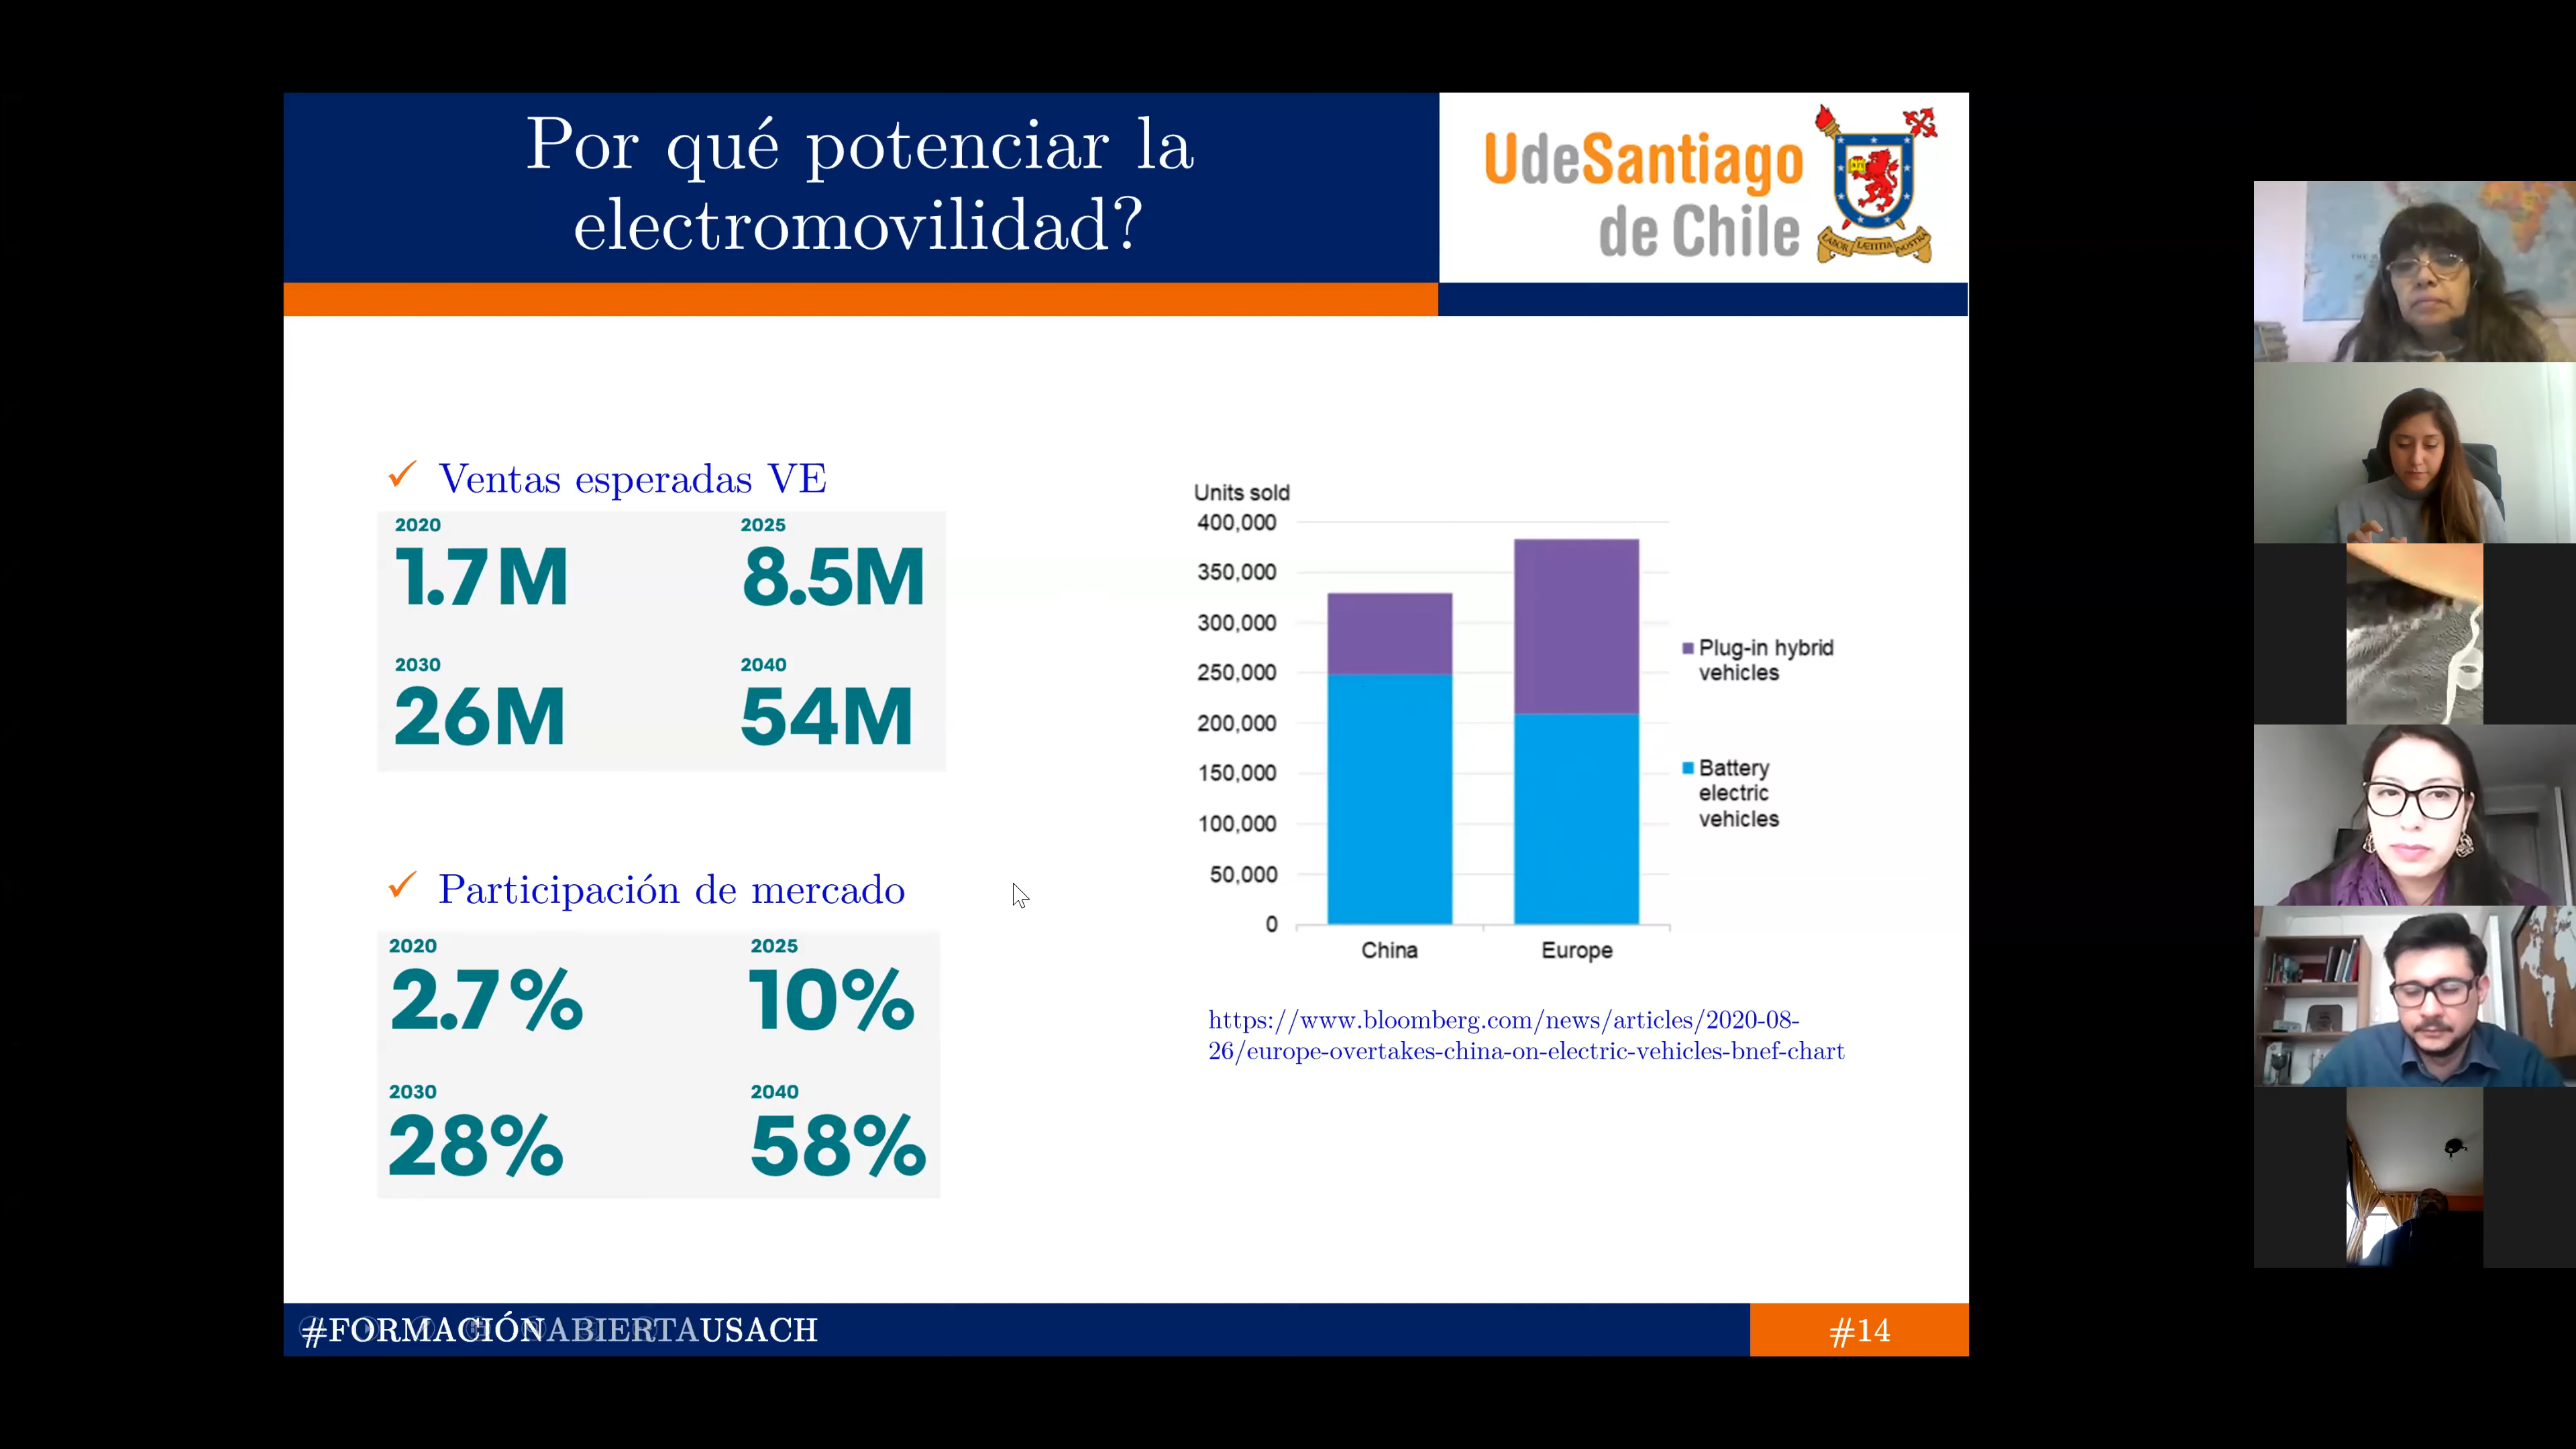 Por qué potenciar la
electromovilidad?
UdeSantiago
de Chile
LABOR LÆTITIA NOSTRA
✓ Ventas esperadas VE
2020
1.7M
2025
8.5M
2030
26M
2040
54M
✓ Participación de mercado
2020
2.7%
2025
10%
2030
28%
2040
58%
Units sold
400,000
350,000
300,000
250,000
200,000
150,000
100,000
50,000
0
China
Europe
Plug-in hybrid
vehicles
Battery
electric
vehicles
https://www.bloomberg.com/news/articles/2020-08-
26/europe-overtakes-china-on-electric-vehicles-bnef-chart
#FORMACIÓNABIERTAUSACH
#14